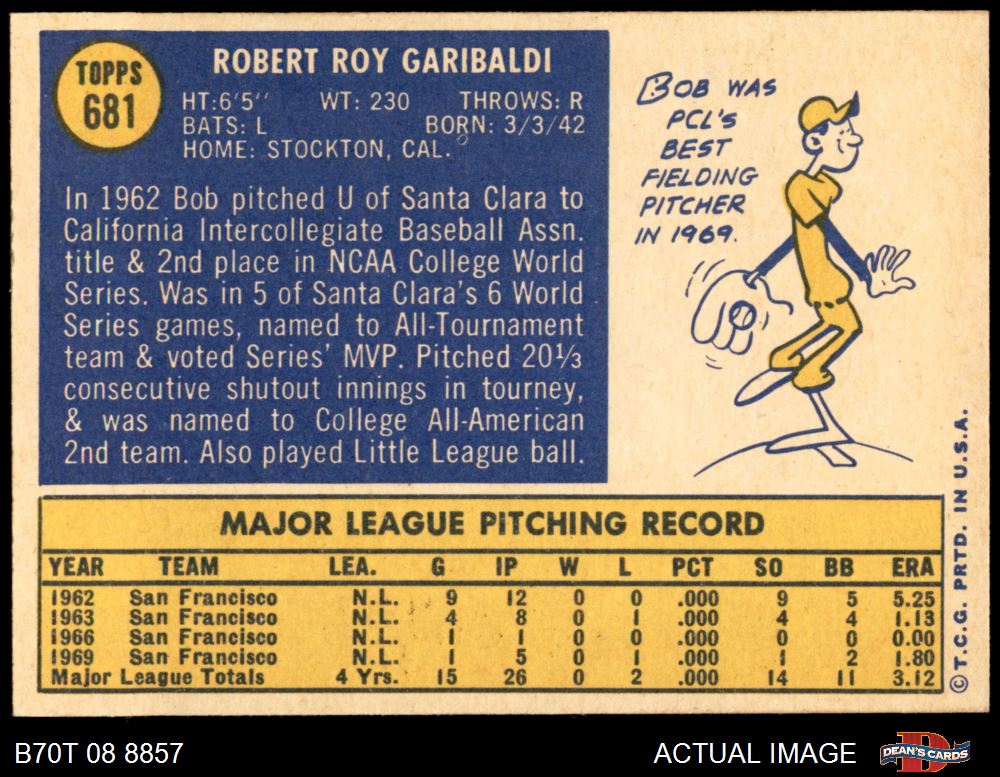 TOPPS
681
ROBERT ROY GARIBALDI
HT:6'5'' WT: 230 THROWS: R
BATS: L BORN: 3/3/42
HOME: STOCKTON, CAL.
In 1962 Bob pitched U of Santa Clara to
California Intercollegiate Baseball Assn.
title & 2nd place in NCAA College World
Series. Was in 5 of Santa Clara's 6 World
Series games, named to All-Tournament
team & voted Series' MVP. Pitched 20⅓
consecutive shutout innings in tourney,
& was named to College All-American
2nd team. Also played Little League ball.
BOB WAS
PCL'S
BEST
FIELDING
PITCHER
IN 1969.
MAJOR LEAGUE PITCHING RECORD
YEAR TEAM LEA. G IP W L PCT SO BB ERA
1962 San Francisco N.L. 9 12 0 0 .000 9 5 5.25
1963 San Francisco N.L. 4 8 0 1 .000 4 4 1.13
1966 San Francisco N.L. 1 1 0 0 .000 0 0 0.00
1969 San Francisco N.L. 1 5 0 1 .000 1 2 1.80
Major League Totals 4 Yrs. 15 26 0 2 .000 14 11 3.12
© T.C.G. PRTD. IN U.S.A.
B70T 08 8857 ACTUAL IMAGE
DEAN'S CARDS